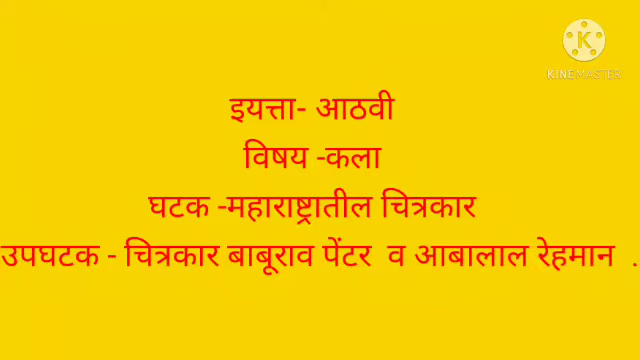 KINEMASTER
इयत्ता- आठवी
विषय -कला
घटक -महाराष्ट्रातील चित्रकार
उपघटक - चित्रकार बाबूराव पेंटर व आबालाल रेहमान .